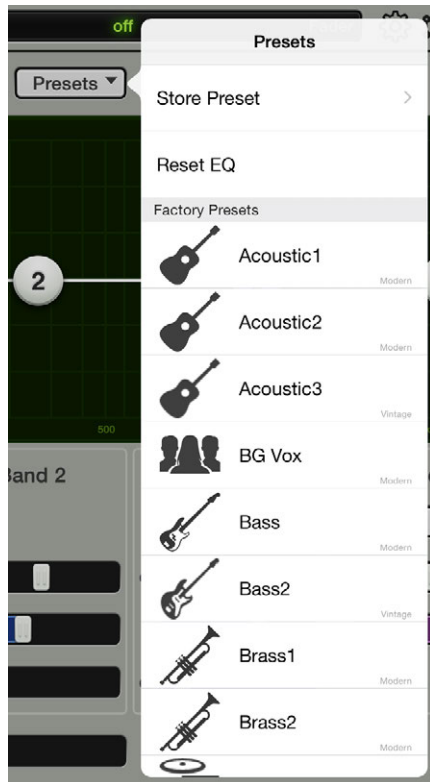 off
Presets
Presets
Store Preset
Reset EQ
Factory Presets
Acoustic1
Modern
Acoustic2
Modern
Acoustic3
Vintage
500
BG Vox
Modern
Band 2
Bass
Modern
Bass2
Vintage
2
Brass1
Modern
Brass2
Modern